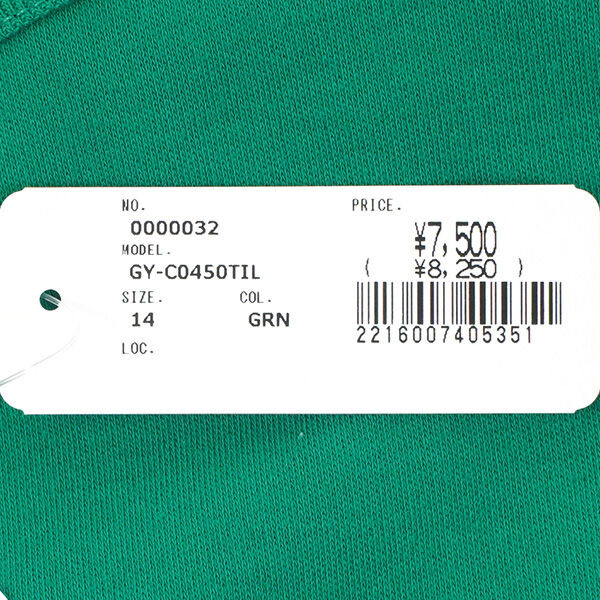 NO.
0000032
MODEL.
GY-C0450TIL
SIZE. COL.
14 GRN
LOC.
PRICE.
¥7,500
( ¥8,250 )
2216007405351